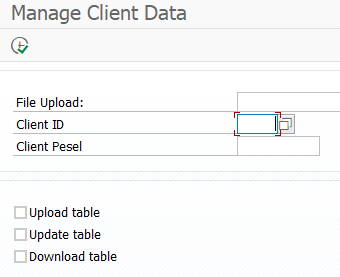 Manage Client Data
File Upload:
Client ID
Client Pesel
Upload table
Update table
Download table